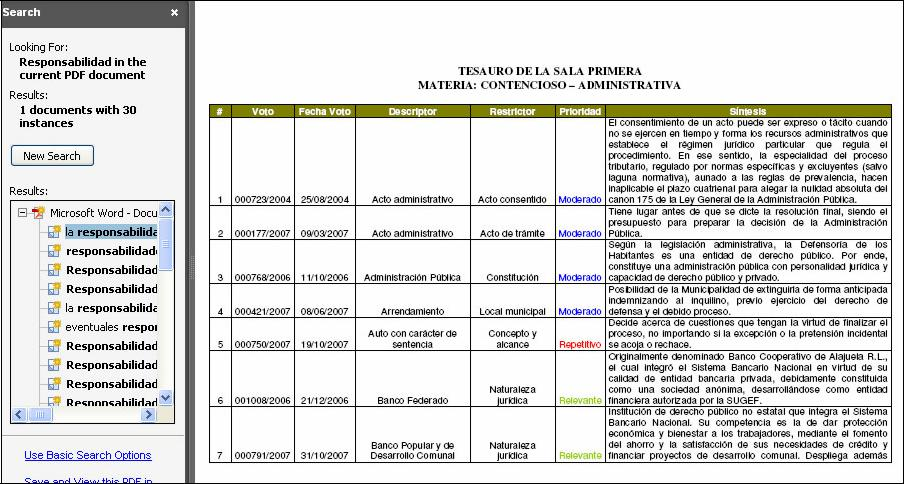 Search
Looking For:
Responsabilidad in the
current PDF document
Results:
1 documents with 30
instances
New Search
Results:
Microsoft Word - Docu
la responsabilida
responsabilidade
Responsabilidad
Responsabilidad
la responsabilida
eventuales respor
Responsabilidad
Responsabilidad
Responsabilidad
Responsabilidad
Use Basic Search Options
Save and View this PDF in
TESAURO DE LA SALA PRIMERA
MATERIA: CONTENCIOSO – ADMINISTRATIVA
# Voto Fecha Voto Descriptor Restrictor Prioridad Síntesis
El consentimiento de un acto puede ser expreso o tácito cuando
no se ejercen en tiempo y forma los recursos administrativos que
establece el régimen jurídico particular que regula el
procedimiento. En ese sentido, la especialidad del proceso
tributario, regulado por normas específicas y excluyentes (salvo
laguna normativa), aunado a las reglas de prevalencia, hacen
inaplicable el plazo cuatrienal para alegar la nulidad absoluta del
1 000723/2004 25/08/2004 Acto administrativo Acto consentido Moderado canon 175 de la Ley General de la Administración Pública.
Tiene lugar antes de que se dicte la resolución final, siendo el
presupuesto para preparar la decisión de la Administración
2 000177/2007 09/03/2007 Acto administrativo Acto de trámite Moderado Pública.
Según la legislación administrativa, la Defensoría de los
Habitantes es una entidad de derecho público. Por ende,
constituye una administración pública con personalidad jurídica y
3 000768/2006 11/10/2006 Administración Pública Constitución Moderado capacidad de derecho público y privado.
Posibilidad de la Municipalidad de extinguirla de forma anticipada
indemnizando al inquilino, previo ejercicio del derecho de
4 000421/2007 08/06/2007 Arrendamiento Local municipal Moderado defensa y el debido proceso.
Decide acerca de cuestiones que tengan la virtud de finalizar el
Auto con carácter de Concepto y proceso, no importando si la excepción o la pretensión incidental
5 000750/2007 19/10/2007 sentencia alcance Repetitivo se acoja o rechace.
Originalmente denominado Banco Cooperativo de Alajuela R.L.,
el cual integró el Sistema Bancario Nacional en virtud de su
calidad de entidad bancaria privada, debidamente constituida
Naturaleza como una sociedad anónima, desarrollándose como entidad
6 001008/2006 21/12/2006 Banco Federado jurídica Relevante financiera autorizada por la SUGEF.
Institución de derecho público no estatal que integra el Sistema
Bancario Nacional. Su competencia es la de dar protección
económica y bienestar a los trabajadores, mediante el fomento
Banco Popular y de Naturaleza del ahorro y la satisfacción de sus necesidades de crédito y
7 000791/2007 31/10/2007 Desarrollo Comunal jurídica Relevante financiar proyectos de desarrollo comunal. Despliega además